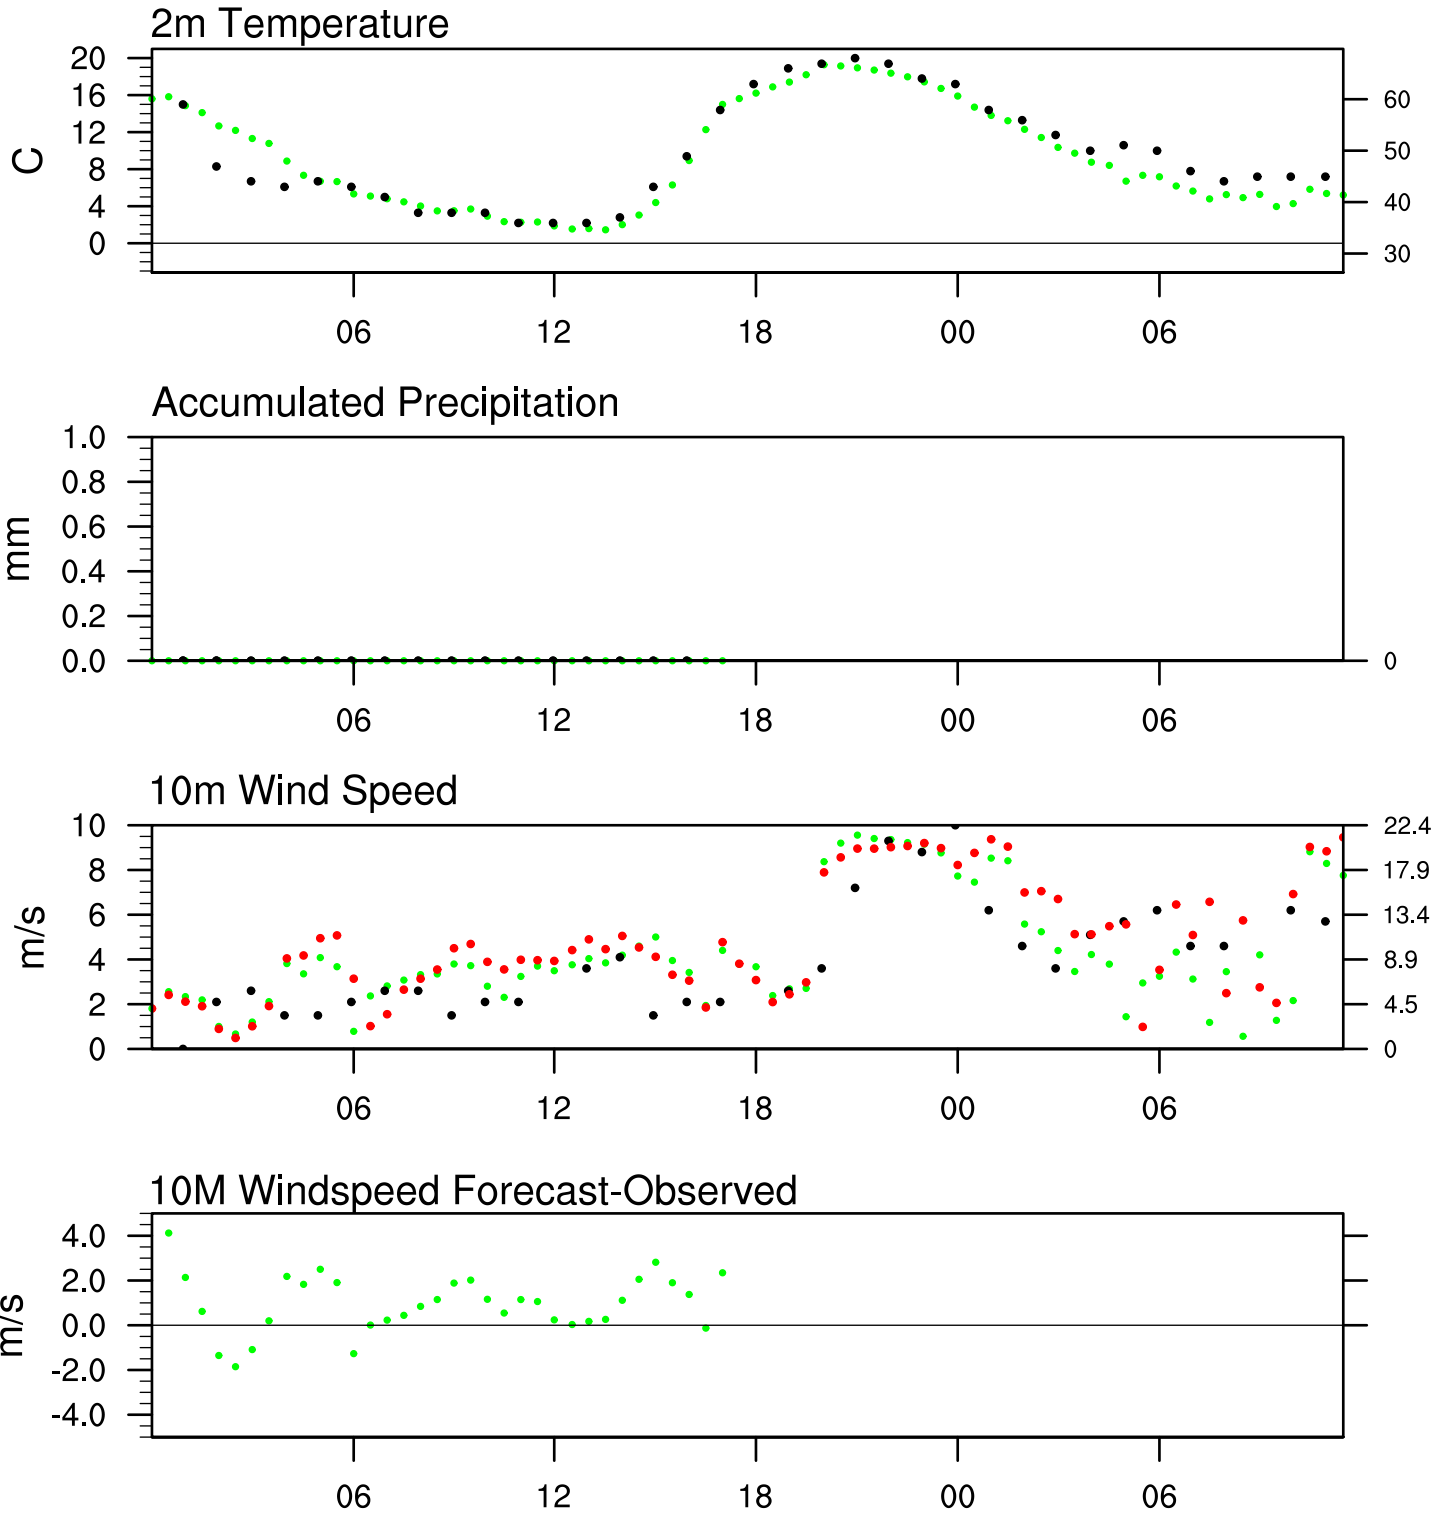 2m Temperature
20
16
12
8
4
0
C
60
50
40
30
06 12 18 00 06
Accumulated Precipitation
1.0
0.8
0.6
0.4
0.2
0.0
mm
0
06 12 18 00 06
10m Wind Speed
10
8
6
4
2
0
m/s
22.4
17.9
13.4
8.9
4.5
0
06 12 18 00 06
10M Windspeed Forecast-Observed
4.0
2.0
0.0
-2.0
-4.0
m/s
06 12 18 00 06